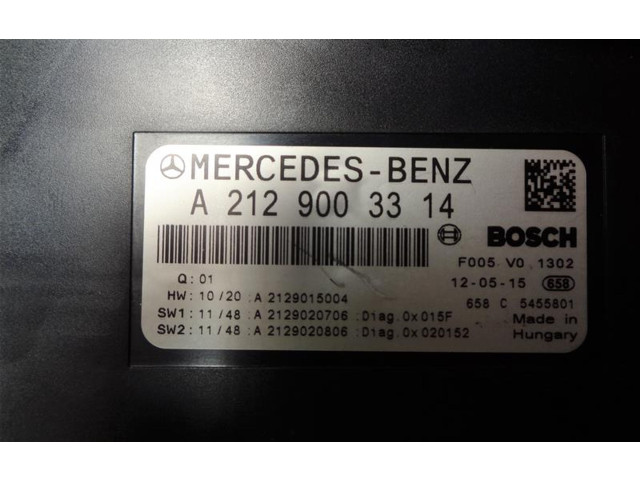 MERCEDES-BENZ
A 212 900 33 14
BOSCH
F005 V0 1302
Q: 01
12-05-15 658
HW: 10/20 :A 2129015004
658 C 5455801
SW1: 11/48 :A 2129020706 :Diag.0x015F
Made in
SW2: 11/48 :A 2129020806 :Diag.0x020152
Hungary